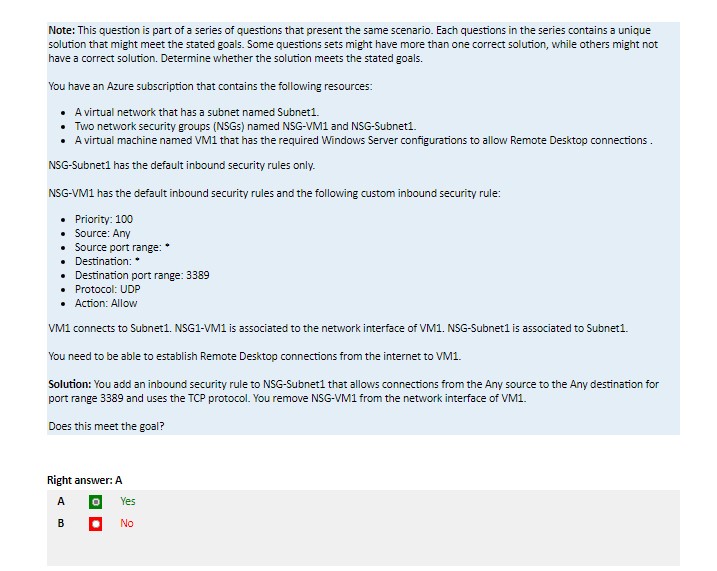 Note: This question is part of a series of questions that present the same scenario. Each questions in the series contains a unique
solution that might meet the stated goals. Some questions sets might have more than one correct solution, while others might not
have a correct solution. Determine whether the solution meets the stated goals.
You have an Azure subscription that contains the following resources:
• A virtual network that has a subnet named Subnet1.
• Two network security groups (NSGs) named NSG-VM1 and NSG-Subnet1.
• A virtual machine named VM1 that has the required Windows Server configurations to allow Remote Desktop connections .
NSG-Subnet1 has the default inbound security rules only.
NSG-VM1 has the default inbound security rules and the following custom inbound security rule:
• Priority: 100
• Source: Any
• Source port range: *
• Destination: *
• Destination port range: 3389
• Protocol: UDP
• Action: Allow
VM1 connects to Subnet1. NSG1-VM1 is associated to the network interface of VM1. NSG-Subnet1 is associated to Subnet1.
You need to be able to establish Remote Desktop connections from the internet to VM1.
Solution: You add an inbound security rule to NSG-Subnet1 that allows connections from the Any source to the Any destination for
port range 3389 and uses the TCP protocol. You remove NSG-VM1 from the network interface of VM1.
Does this meet the goal?
Right answer: A
A Yes
B No